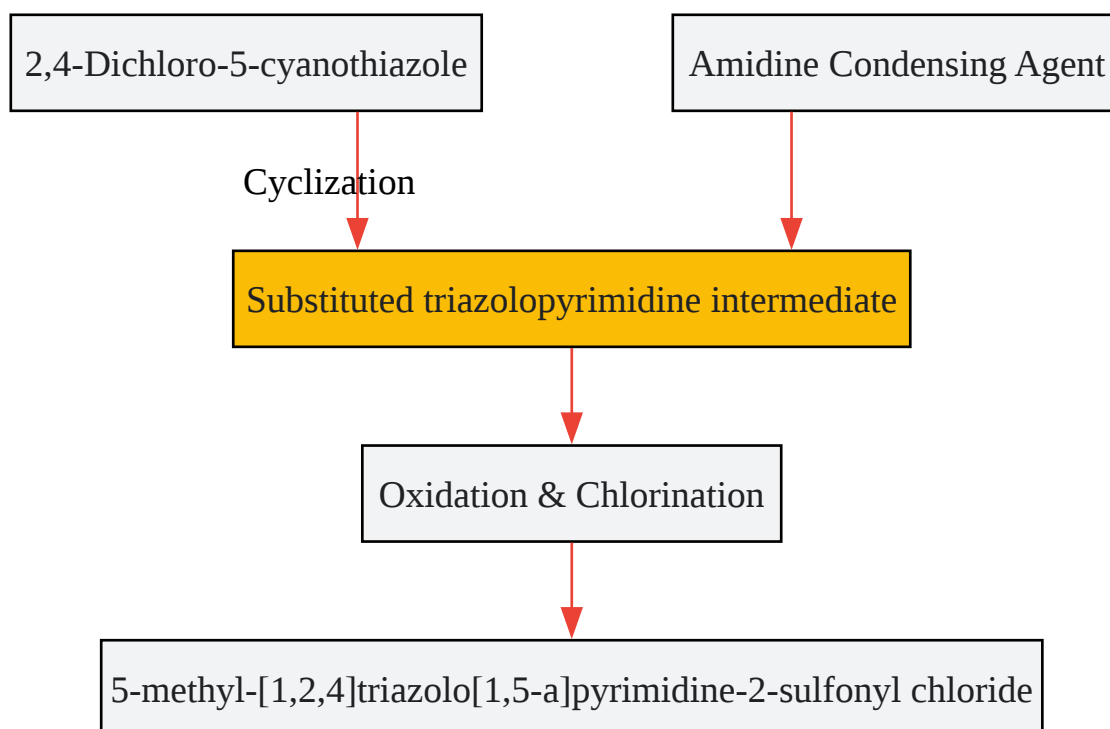 2,4-Dichloro-5-cyanothiazole
Amidine Condensing Agent
Cyclization
Substituted triazolopyrimidine intermediate
Oxidation & Chlorination
5-methyl-[1,2,4]triazolo[1,5-a]pyrimidine-2-sulfonyl chloride